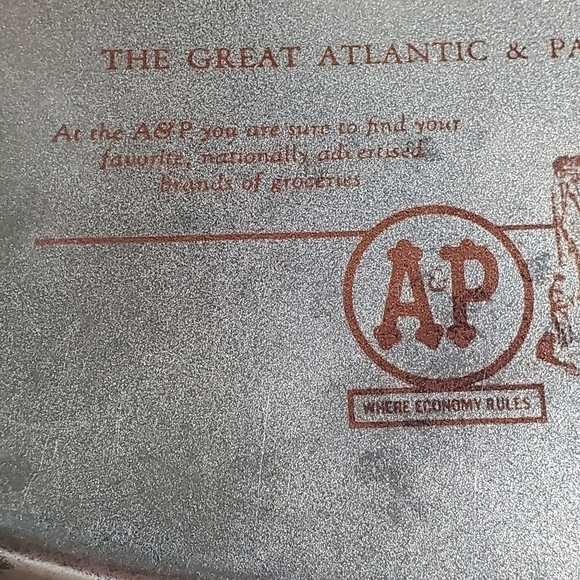 THE GREAT ATLANTIC & PA
At the A&P you are sure to find your
favorite, nationally advertised
brands of groceries
A&P
WHERE ECONOMY RULES